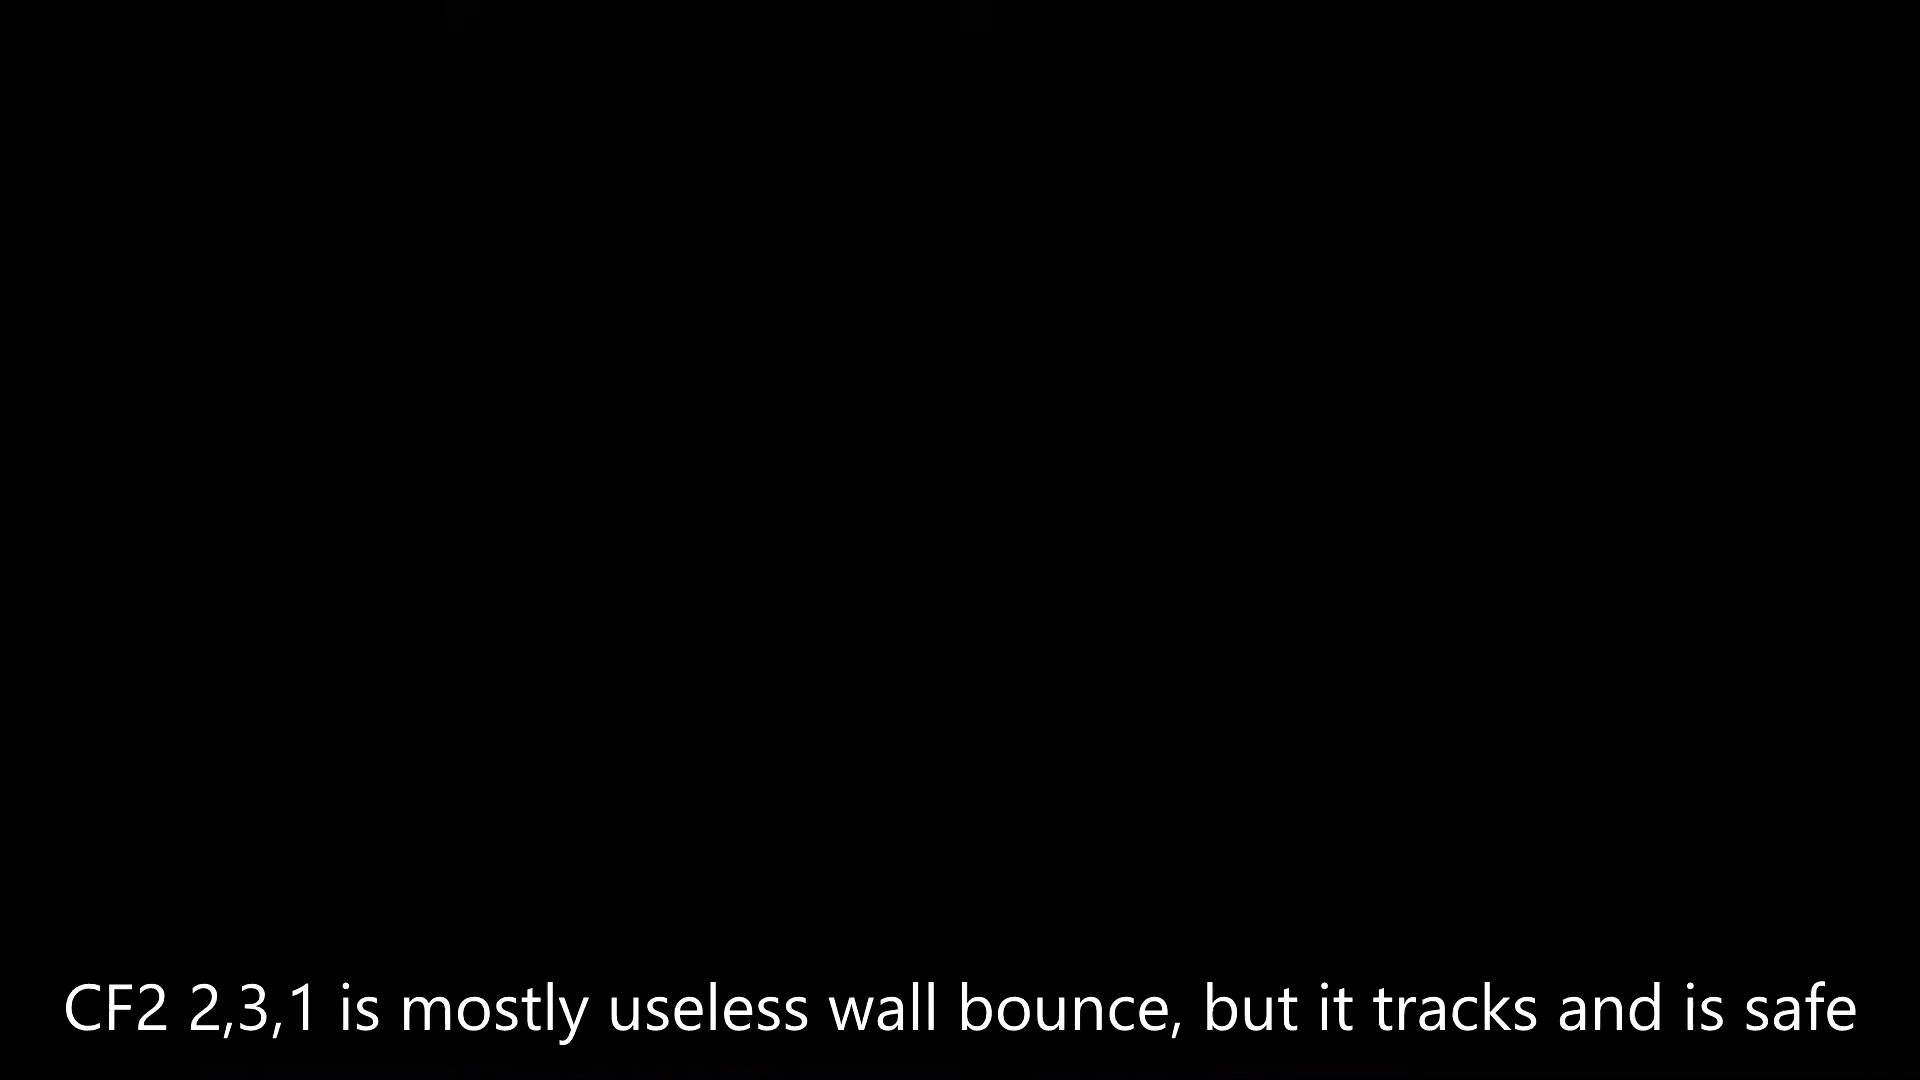 CF2 2,3,1 is mostly useless wall bounce, but it tracks and is safe